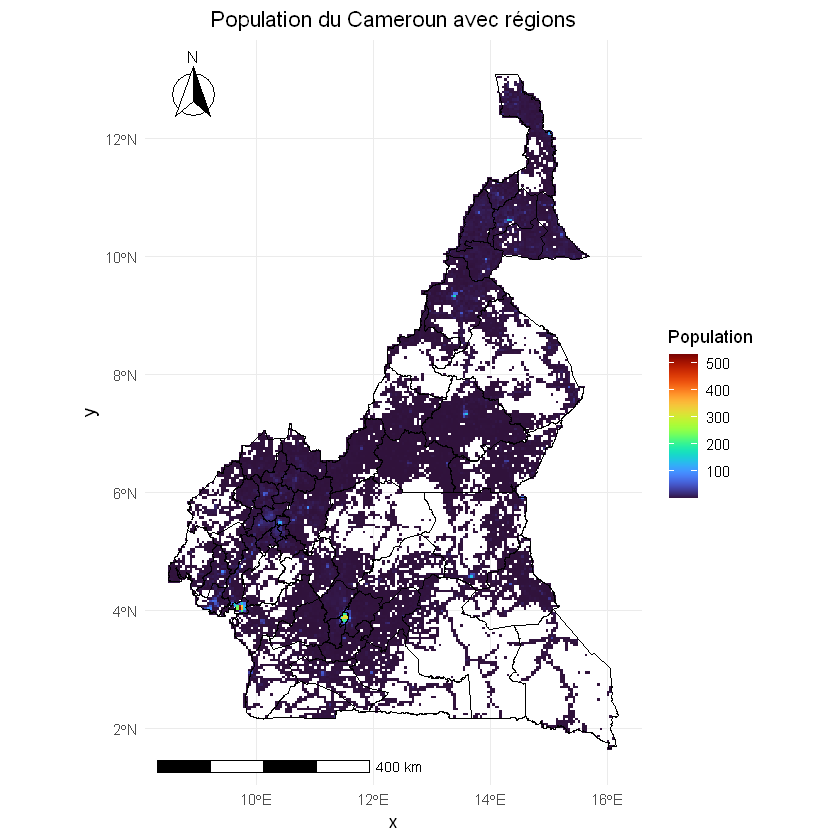 Population du Cameroun avec régions
N
12°N
10°N
8°N
6°N
4°N
2°N
y
Population
500
400
300
200
100
400 km
10°E
12°E
14°E
16°E
x